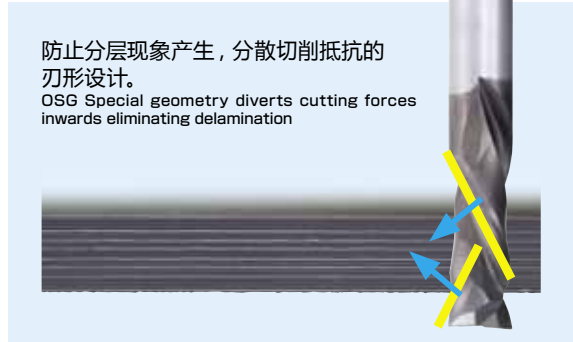 防止分层现象产生，分散切削抵抗的
刃形设计。
OSG Special geometry diverts cutting forces
inwards eliminating delamination